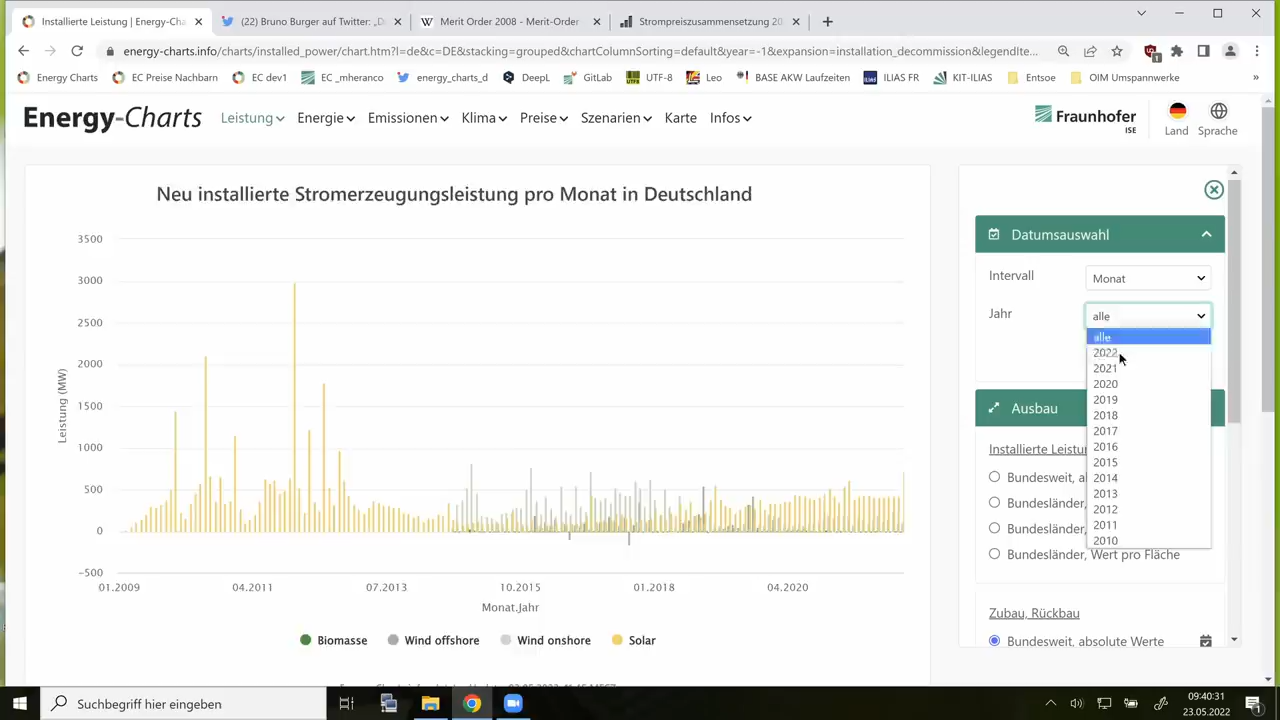 Installierte Leistung | Energy-Cha
(22) Bruno Burger auf Twitter: „Di
Merit Order 2008 - Merit-Order
Strompreiszusammensetzung 20
energy-charts.info/charts/installed_power/chart.htm?l=de&c=DE&stacking=grouped&chartColumnSorting=default&year=-1&expansion=installation_decommission&legendIte...
Energy Charts
EC Preise Nachbarn
EC dev1
EC _mheranco
energy_charts_d
DeepL
GitLab
UTF-8
Leo
BASE AKW Laufzeiten
ILIAS FR
KIT-ILIAS
Entsoe
OIM Umspannwerke
»
Energy-Charts
Leistung
Energie
Emissionen
Klima
Preise
Szenarien
Karte
Infos
Fraunhofer
ISE
Land
Sprache
Neu installierte Stromerzeugungsleistung pro Monat in Deutschland
Leistung (MW)
3500
3000
2500
2000
1500
1000
500
0
−500
01.2009
04.2011
07.2013
10.2015
01.2018
04.2020
Monat.Jahr
Biomasse
Wind offshore
Wind onshore
Solar
Datumsauswahl
Intervall
Monat
Jahr
alle
alle
2022
2021
2020
2019
2018
2017
2016
2015
2014
2013
2012
2011
2010
Ausbau
Installierte Leistu
Bundesweit, a
Bundesländer,
Bundesländer,
Bundesländer, Wert pro Fläche
Zubau, Rückbau
Bundesweit, absolute Werte
Suchbegriff hier eingeben
09:40:31
23.05.2022
1